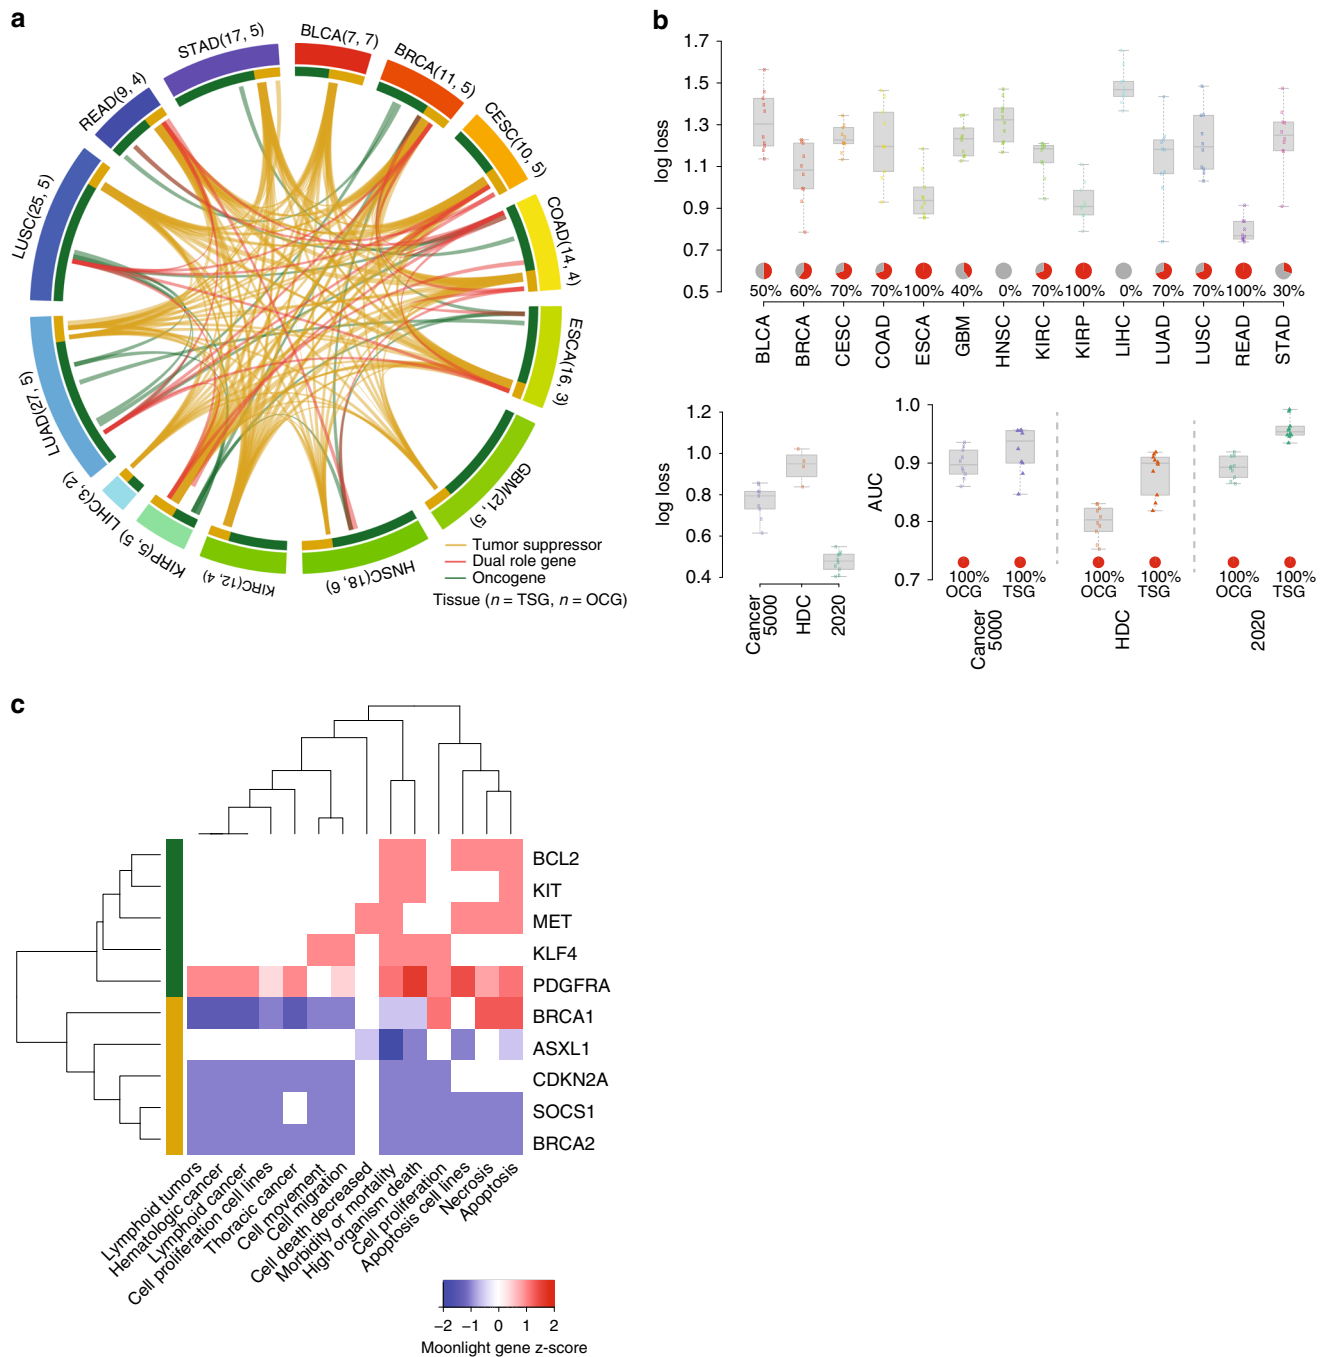 a
STAD(17, 5)
BLCA(7, 7)
BRCA(11, 5)
CESC(10, 5)
COAD(14, 4)
ESCA(16, 3)
GBM(21, 5)
HNSC(18, 6)
KIRC(12, 4)
KIRP(5, 5)
LIHC(3, 2)
LUAD(27, 5)
LUSC(25, 5)
READ(9, 4)
Tumor suppressor
Dual role gene
Oncogene
Tissue (n = TSG, n = OCG)
b
log loss
1.7
1.5
1.3
1.1
0.9
0.7
0.5
50% 60% 70% 70% 100% 40% 0% 70% 100% 0% 70% 70% 100% 30%
BLCA BRCA CESC COAD ESCA GBM HNSC KIRC KIRP LIHC LUAD LUSC READ STAD
log loss
1.2
1.0
0.8
0.6
0.4
Cancer
5000
HDC
2020
AUC
1.0
0.9
0.8
0.7
100% 100% 100% 100% 100% 100%
OCG TSG OCG TSG OCG TSG
Cancer
5000
HDC
2020
c
BCL2
KIT
MET
KLF4
PDGFRA
BRCA1
ASXL1
CDKN2A
SOCS1
BRCA2
Lymphoid tumors
Hematologic cancer
Lymphoid cancer
Cell proliferation cell lines
Thoracic cancer
Cell movement
Cell migration
Cell death decreased
Morbidity or mortality
High organism death
Cell proliferation
Apoptosis cell lines
Necrosis
Apoptosis
−2 −1 0 1 2
Moonlight gene z-score